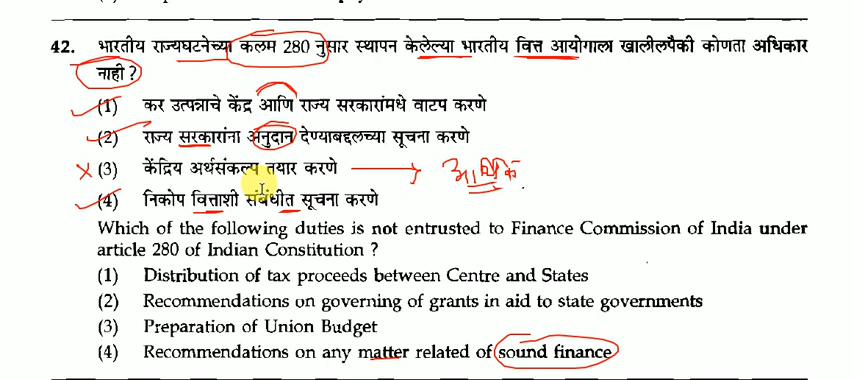 42. भारतीय राज्यघटनेच्या कलम 280 नुसार स्थापन केलेल्या भारतीय वित्त आयोगाला खालीलपैकी कोणता अधिकार
नाही ?
(1) कर उत्पन्नाचे केंद्र आणि राज्य सरकारांमधे वाटप करणे
(2) राज्य सरकारांना अनुदान देण्याबद्दलच्या सूचना करणे
(3) केंद्रिय अर्थसंकल्प तयार करणे
(4) निकोप वित्ताशी संबंधीत सूचना करणे
Which of the following duties is not entrusted to Finance Commission of India under
article 280 of Indian Constitution ?
(1) Distribution of tax proceeds between Centre and States
(2) Recommendations on governing of grants in aid to state governments
(3) Preparation of Union Budget
(4) Recommendations on any matter related of sound finance